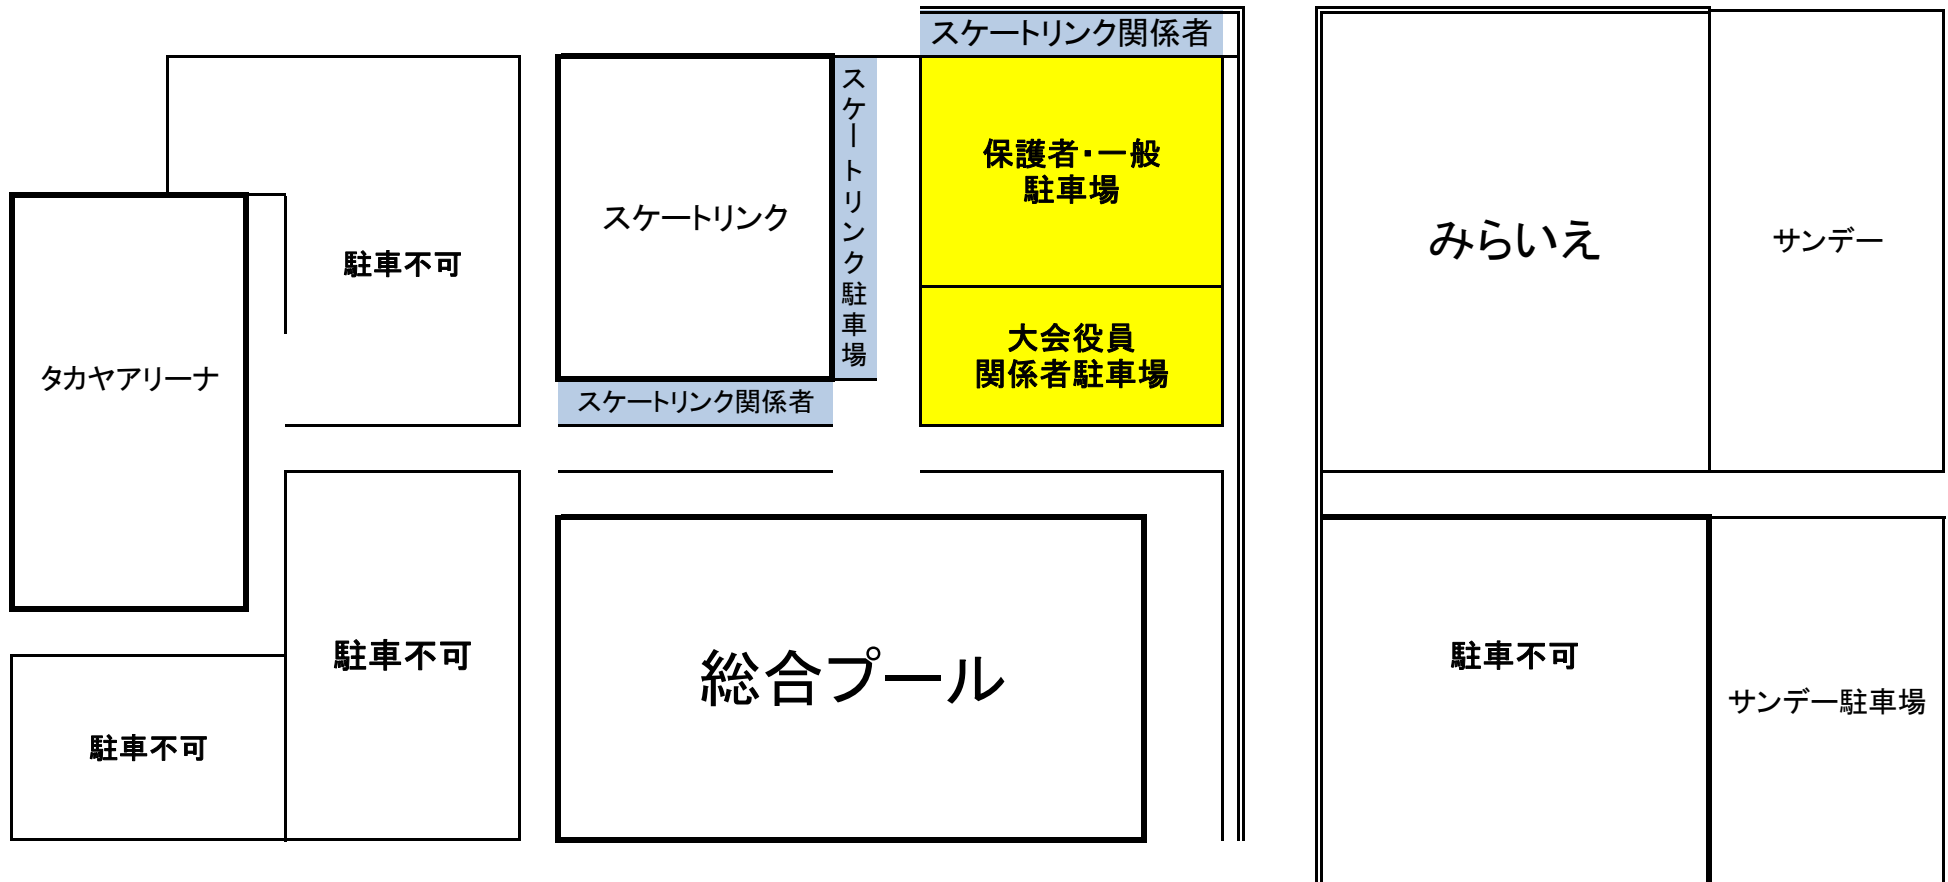 スケートリンク関係者
スケートリンク駐車場
保護者・一般
駐車場
スケートリンク
みらいえ
サンデー
駐車不可
大会役員
関係者駐車場
タカヤアリーナ
スケートリンク関係者
駐車不可
総合プール
駐車不可
サンデー駐車場
駐車不可